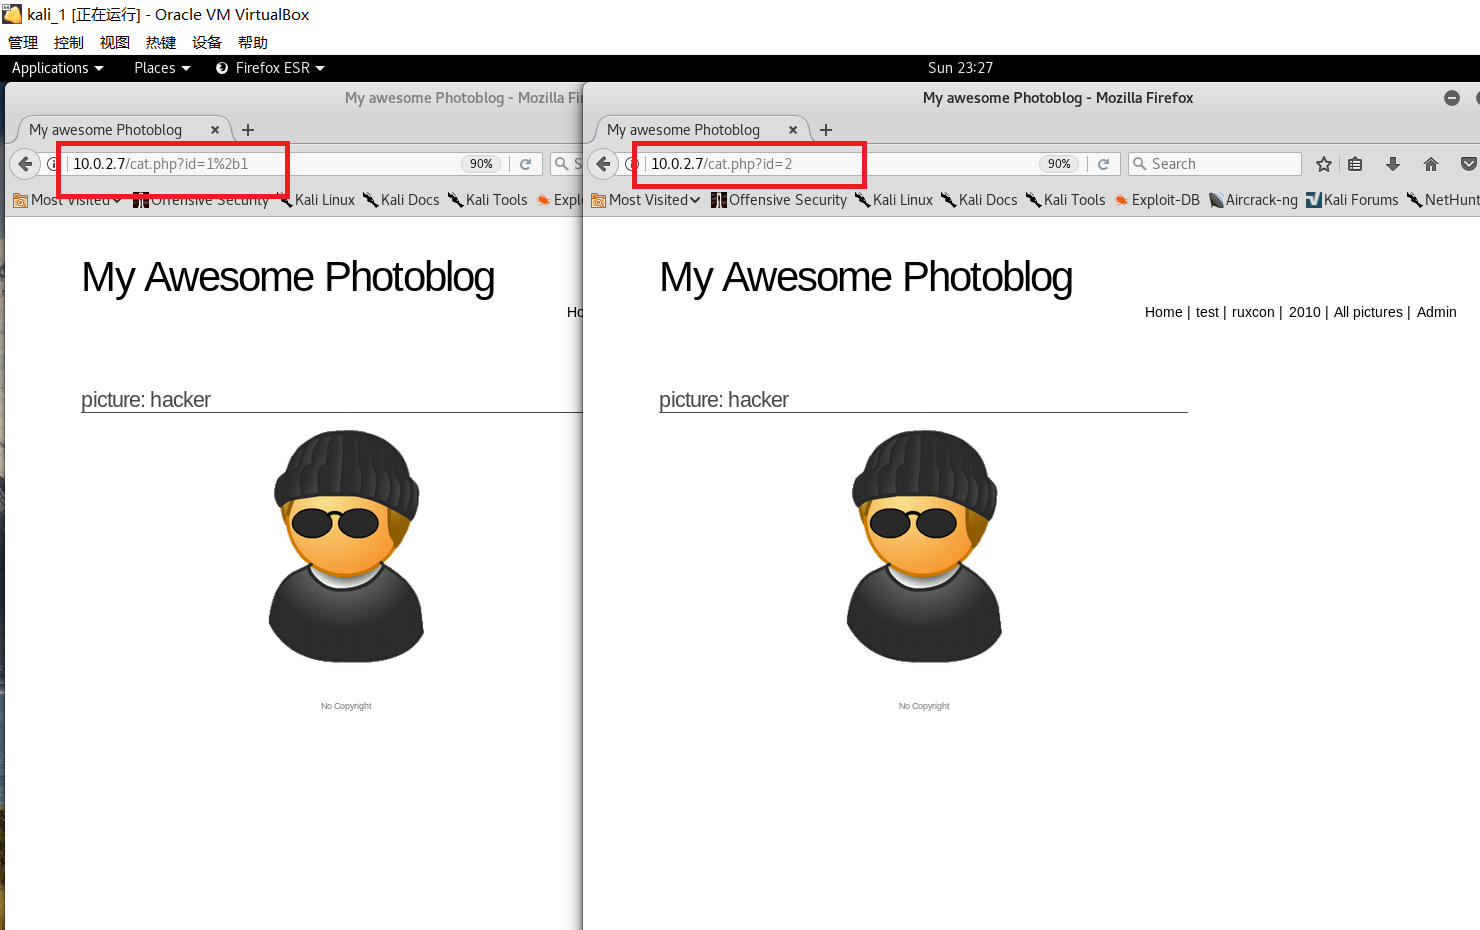 kali_1 [正在运行] - Oracle VM VirtualBox
管理 控制 视图 热键 设备 帮助
Applications Places Firefox ESR Sun 23:27
My awesome Photoblog - Mozilla Fi
My awesome Photoblog
10.0.2.7/cat.php?id=1%2b1 90% S
Most Visited Offensive Security Kali Linux Kali Docs Kali Tools Explo
My Awesome Photoblog
Ho
picture: hacker
No Copyright
My awesome Photoblog - Mozilla Firefox
My awesome Photoblog
10.0.2.7/cat.php?id=2 90% Search
Most Visited Offensive Security Kali Linux Kali Docs Kali Tools Exploit-DB Aircrack-ng Kali Forums NetHunt
My Awesome Photoblog
Home | test | ruxcon | 2010 | All pictures | Admin
picture: hacker
No Copyright